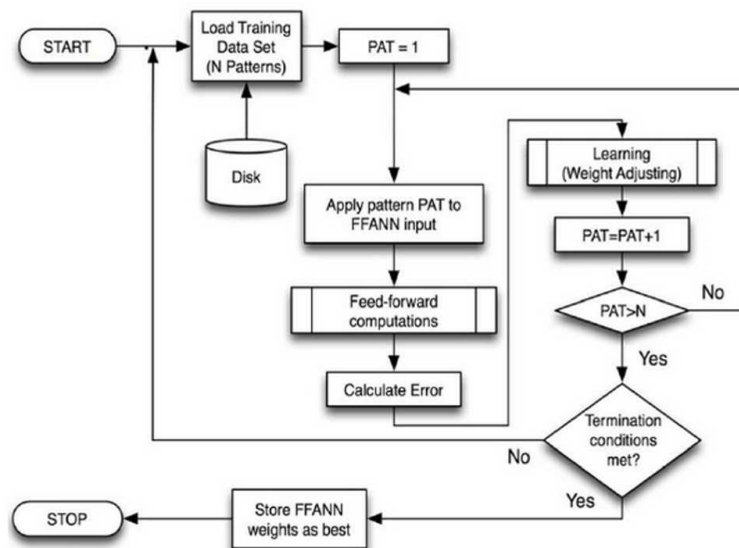 START
Load Training
Data Set
(N Patterns)
PAT = 1
Disk
Apply pattern PAT to
FFANN input
Feed-forward
computations
Calculate Error
Learning
(Weight Adjusting)
PAT=PAT+1
PAT>N
No
Yes
Termination
conditions
met?
No
Yes
Store FFANN
weights as best
STOP